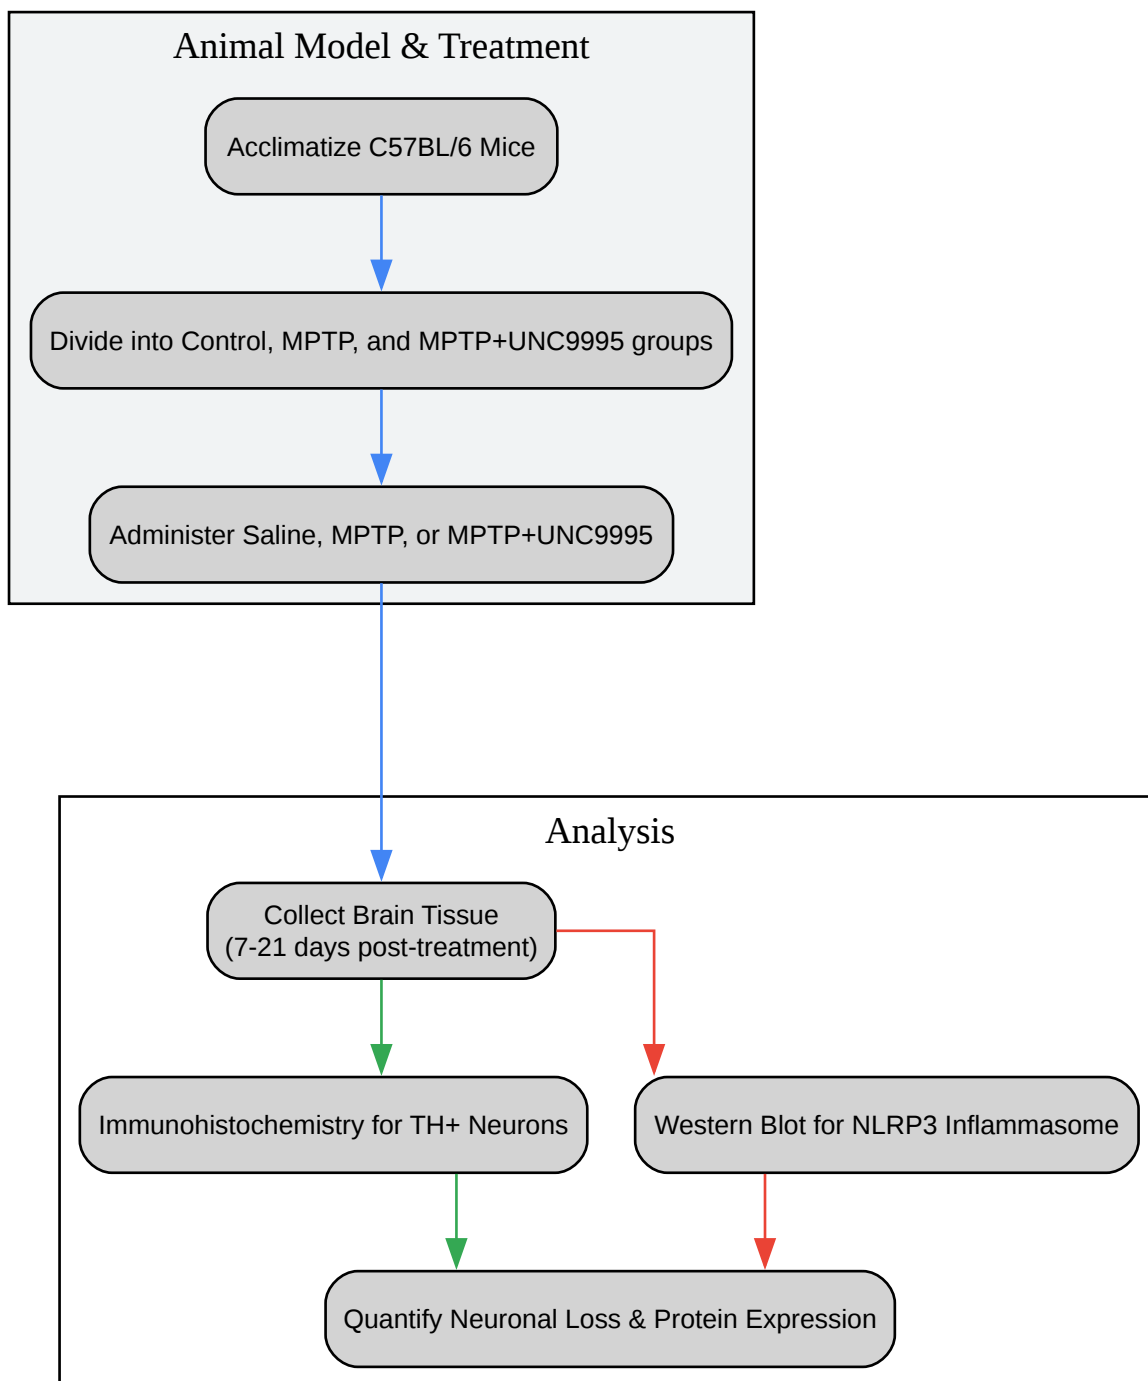 Animal Model & Treatment
Acclimatize C57BL/6 Mice
Divide into Control, MPTP, and MPTP+UNC9995 groups
Administer Saline, MPTP, or MPTP+UNC9995
Analysis
Collect Brain Tissue
(7-21 days post-treatment)
Immunohistochemistry for TH+ Neurons
Western Blot for NLRP3 Inflammasome
Quantify Neuronal Loss & Protein Expression